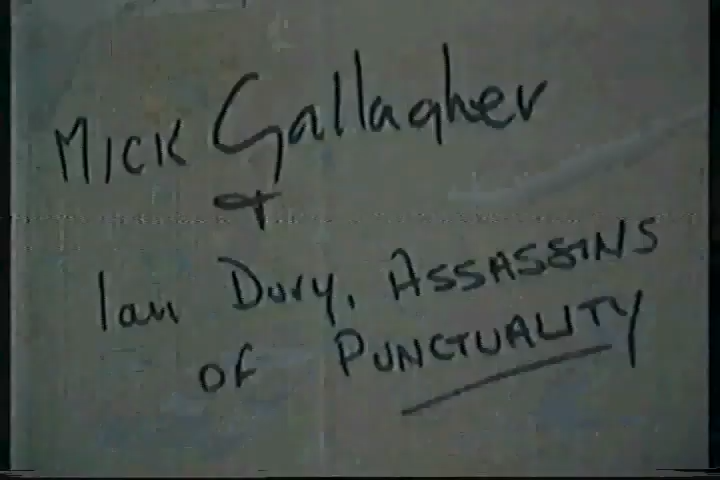 MICK Gallagher
+
Ian Dury, ASSASSINS
OF PUNCTUALITY